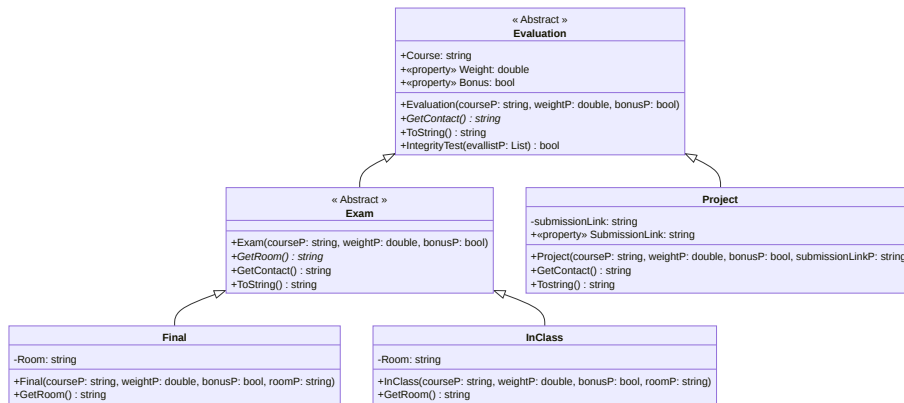 « Abstract »
Evaluation
+Course: string
+«property» Weight: double
+«property» Bonus: bool
+Evaluation(courseP: string, weightP: double, bonusP: bool)
+GetContact() : string
+ToString() : string
+IntegrityTest(evallistP: List) : bool
« Abstract »
Exam
+Exam(courseP: string, weightP: double, bonusP: bool)
+GetRoom() : string
+GetContact() : string
+ToString() : string
Project
-submissionLink: string
+«property» SubmissionLink: string
+Project(courseP: string, weightP: double, bonusP: bool, submissionLinkP: string
+GetContact() : string
+Tostring() : string
Final
-Room: string
+Final(courseP: string, weightP: double, bonusP: bool, roomP: string)
+GetRoom() : string
InClass
-Room: string
+InClass(courseP: string, weightP: double, bonusP: bool, roomP: string)
+GetRoom() : string